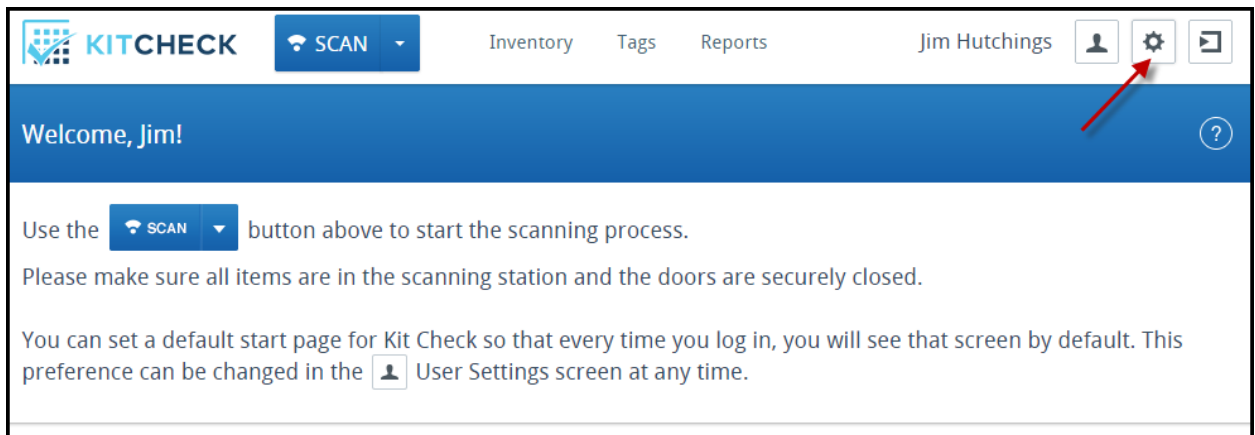 KITCHECK SCAN Inventory Tags Reports Jim Hutchings
Welcome, Jim! ?
Use the SCAN button above to start the scanning process.
Please make sure all items are in the scanning station and the doors are securely closed.
You can set a default start page for Kit Check so that every time you log in, you will see that screen by default. This
preference can be changed in the User Settings screen at any time.